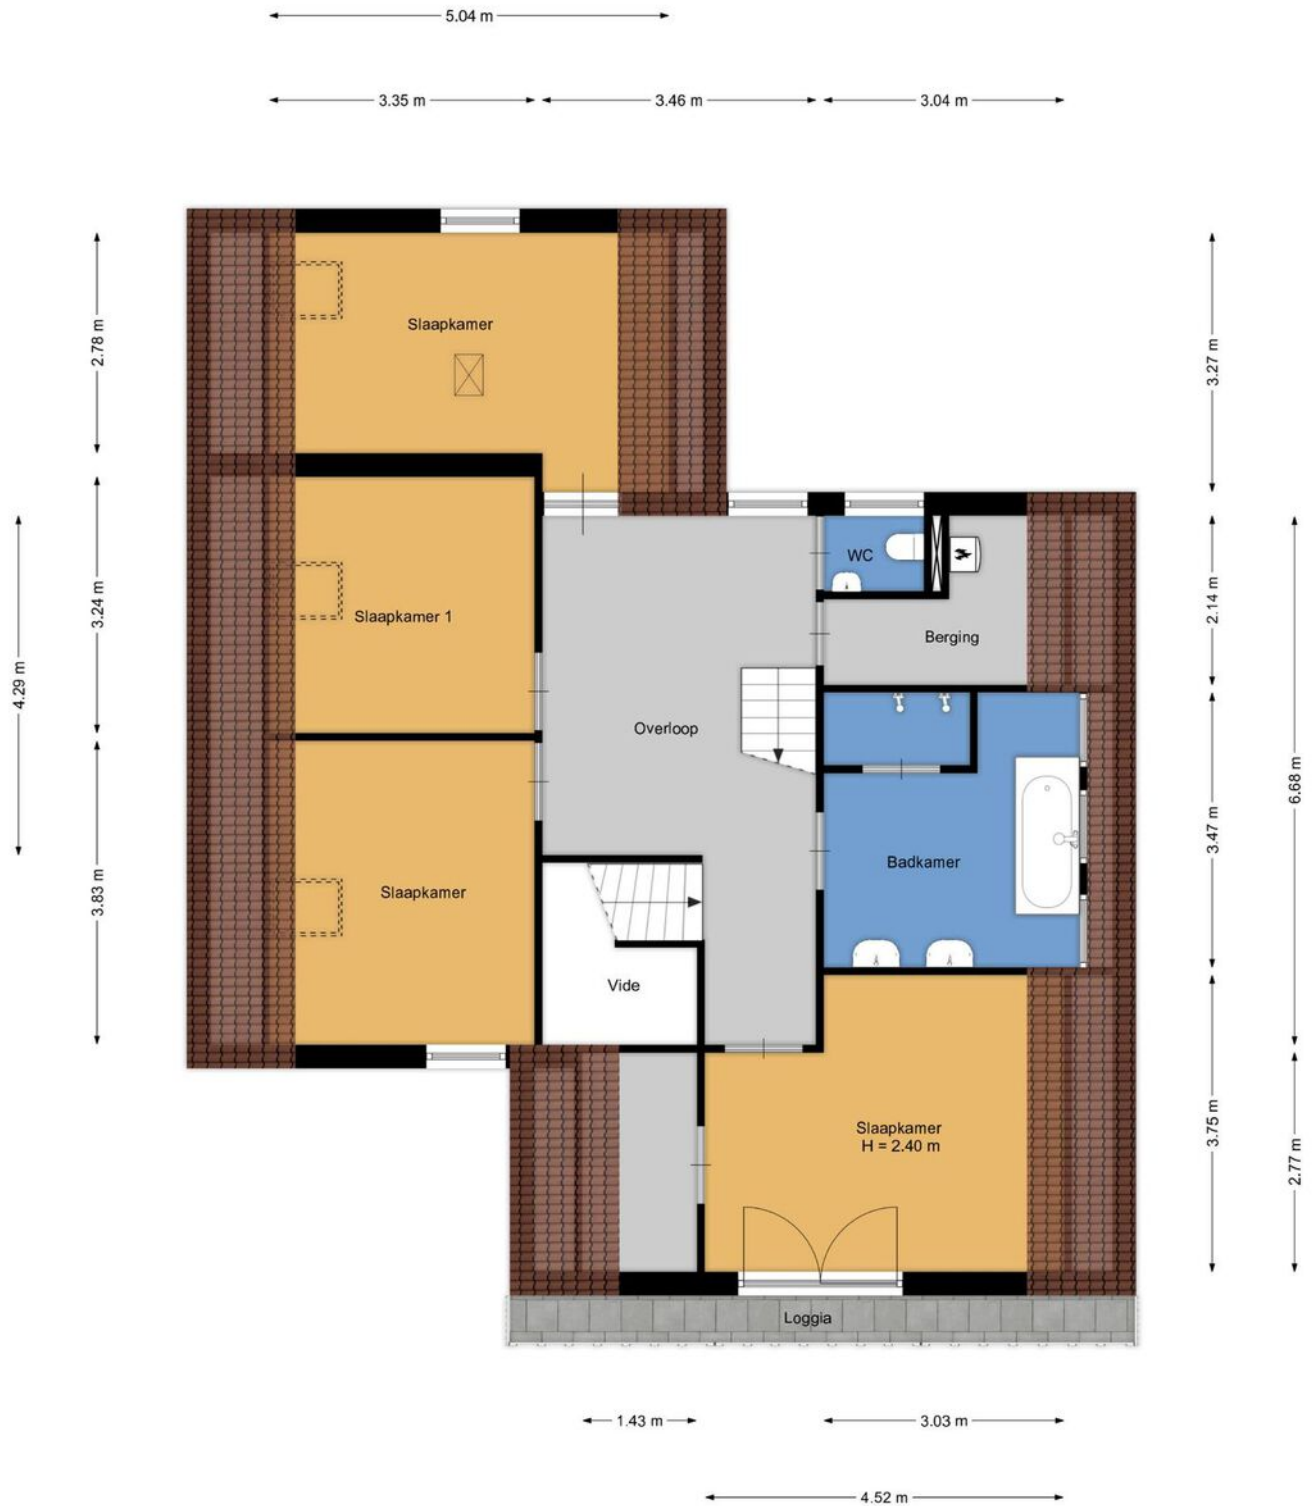 5.04 m
3.35 m
3.46 m
3.04 m
2.78 m
3.27 m
Slaapkamer
4.29 m
3.24 m
Slaapkamer 1
WC
Berging
2.14 m
6.68 m
Overloop
3.83 m
Slaapkamer
Badkamer
3.47 m
Vide
Slaapkamer
H = 2.40 m
3.75 m
2.77 m
Loggia
1.43 m
3.03 m
4.52 m